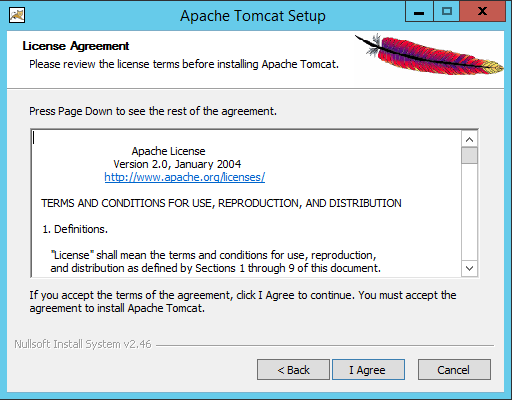 Apache Tomcat Setup
License Agreement
Please review the license terms before installing Apache Tomcat.
Press Page Down to see the rest of the agreement.
Apache License
Version 2.0, January 2004
http://www.apache.org/licenses/
TERMS AND CONDITIONS FOR USE, REPRODUCTION, AND DISTRIBUTION
1. Definitions.
"License" shall mean the terms and conditions for use, reproduction,
and distribution as defined by Sections 1 through 9 of this document.
If you accept the terms of the agreement, click I Agree to continue. You must accept the
agreement to install Apache Tomcat.
Nullsoft Install System v2.46
< Back
I Agree
Cancel